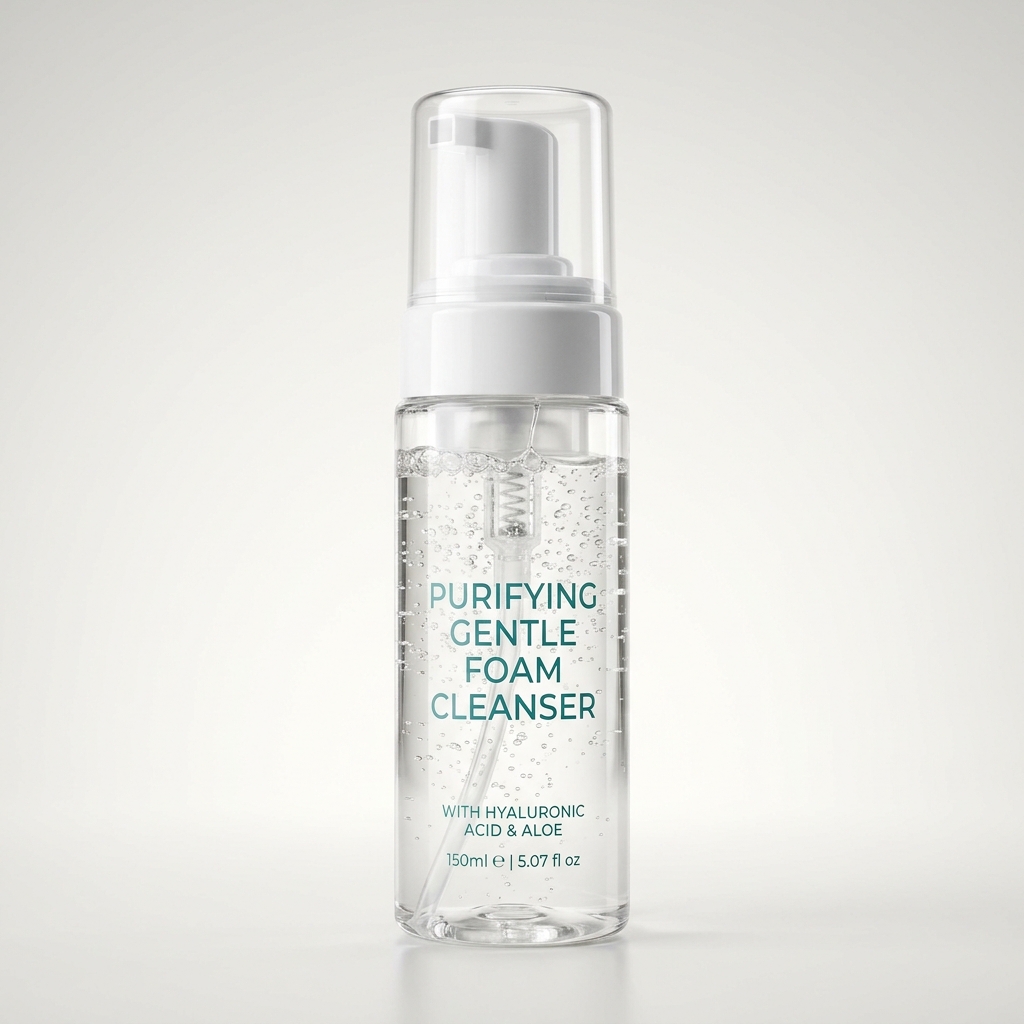 PURIFYING
GENTLE
FOAM
CLEANSER
WITH HYALURONIC
ACID & ALOE
150ml ℮ | 5.07 fl oz